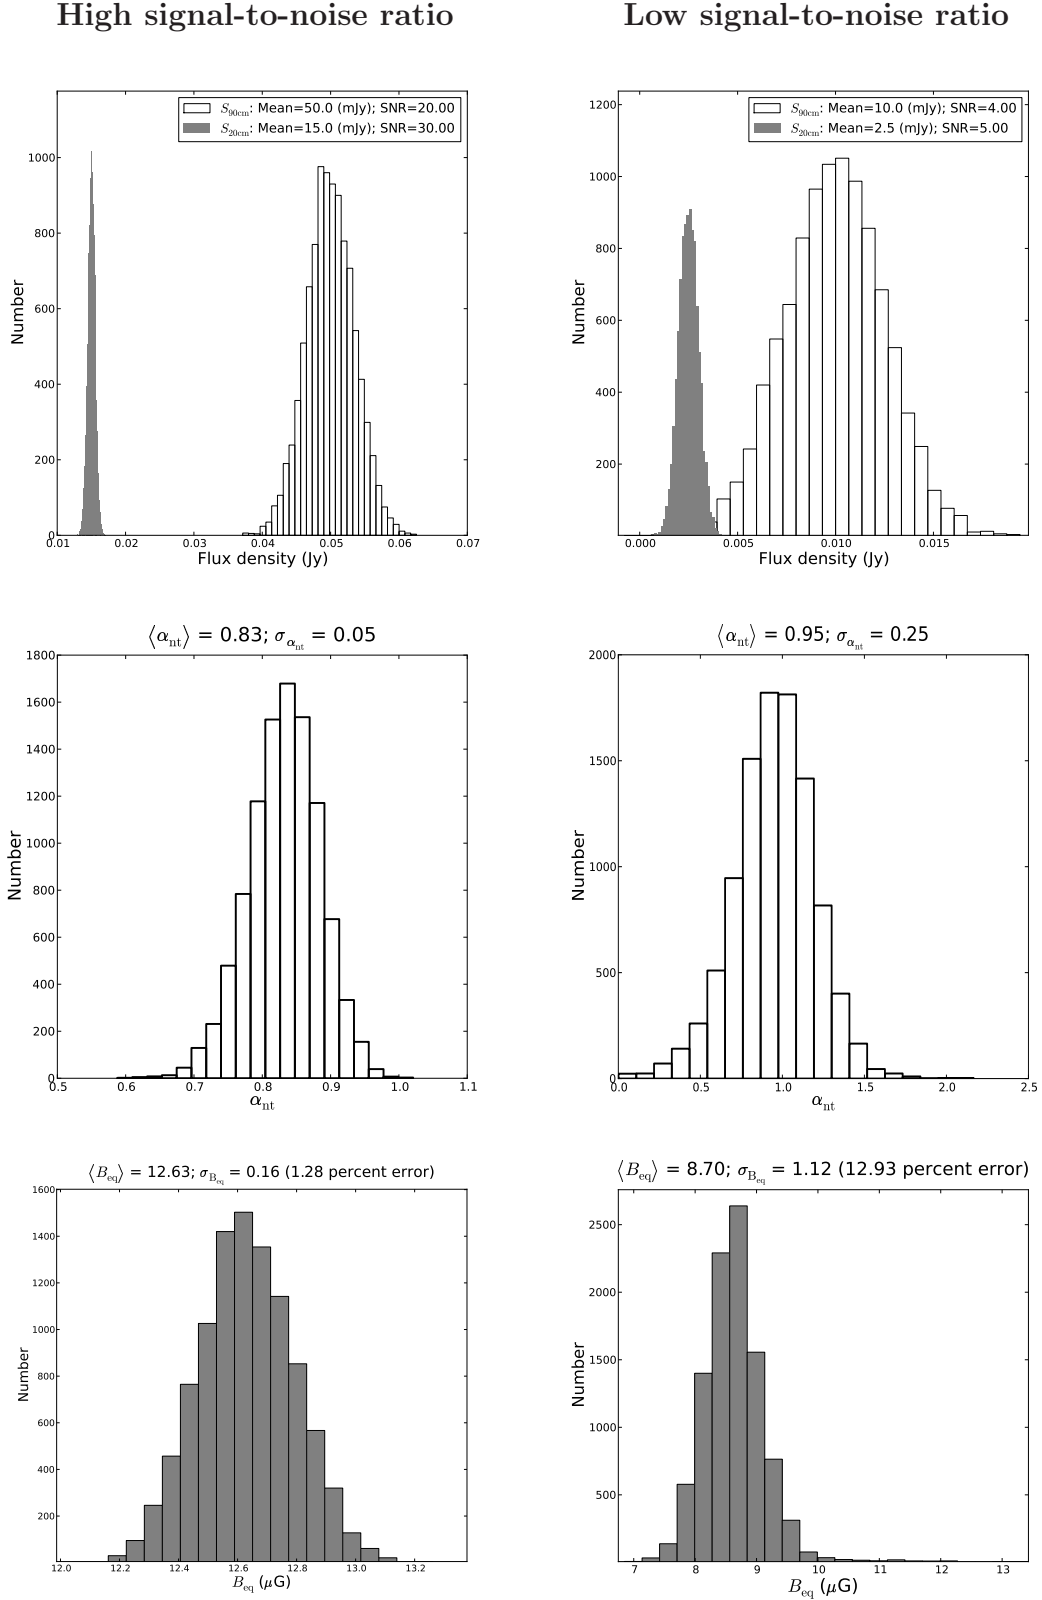 High signal-to-noise ratio
Low signal-to-noise ratio
S90cm: Mean=50.0 (mJy); SNR=20.00
S20cm: Mean=15.0 (mJy); SNR=30.00
1000
800
600
400
200
0
Number
0.01 0.02 0.03 0.04 0.05 0.06 0.07
Flux density (Jy)
S90cm: Mean=10.0 (mJy); SNR=4.00
S20cm: Mean=2.5 (mJy); SNR=5.00
1200
1000
800
600
400
200
Number
0.000 0.005 0.010 0.015
Flux density (Jy)
⟨αnt⟩ = 0.83; σαnt = 0.05
1800
1600
1400
1200
1000
800
600
400
200
0
Number
0.5 0.6 0.7 0.8 0.9 1.0 1.1
αnt
⟨αnt⟩ = 0.95; σαnt = 0.25
2000
1500
1000
500
0
Number
0.0 0.5 1.0 1.5 2.0 2.5
αnt
⟨Beq⟩ = 12.63; σBeq = 0.16 (1.28 percent error)
1600
1400
1200
1000
800
600
400
200
Number
12.0 12.2 12.4 12.6 12.8 13.0 13.2
Beq (μG)
⟨Beq⟩ = 8.70; σBeq = 1.12 (12.93 percent error)
2500
2000
1500
1000
500
Number
7 8 9 10 11 12 13
Beq (μG)